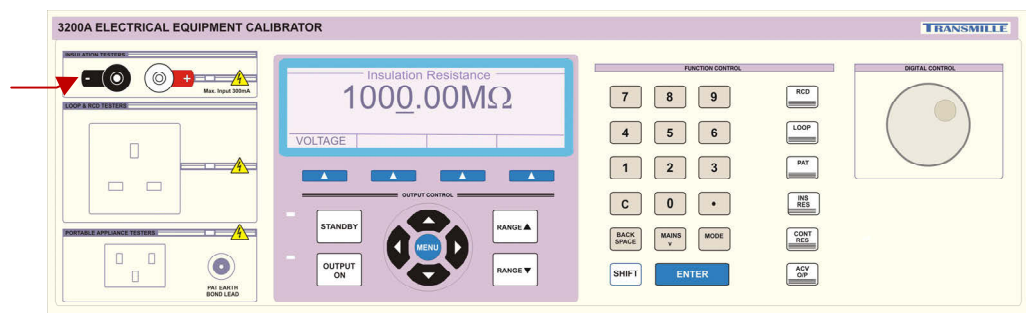 3200A ELECTRICAL EQUIPMENT CALIBRATOR
TRANSMILLE
INSULATION TESTERS
-
+
Max. Input 300mA
LOOP & RCD TESTERS
PORTABLE APPLIANCE TESTERS
PAT EARTH
BOND LEAD
Insulation Resistance
1000.00MΩ
VOLTAGE
OUTPUT CONTROL
STANDBY
OUTPUT
ON
MENU
RANGE ▲
RANGE ▼
FUNCTION CONTROL
7 8 9
4 5 6
1 2 3
C 0 •
BACK
SPACE
MAINS
V
MODE
SHIFT
ENTER
RCD
LOOP
PAT
INS
RES
CONT
RES
ACV
O/P
DIGITAL CONTROL